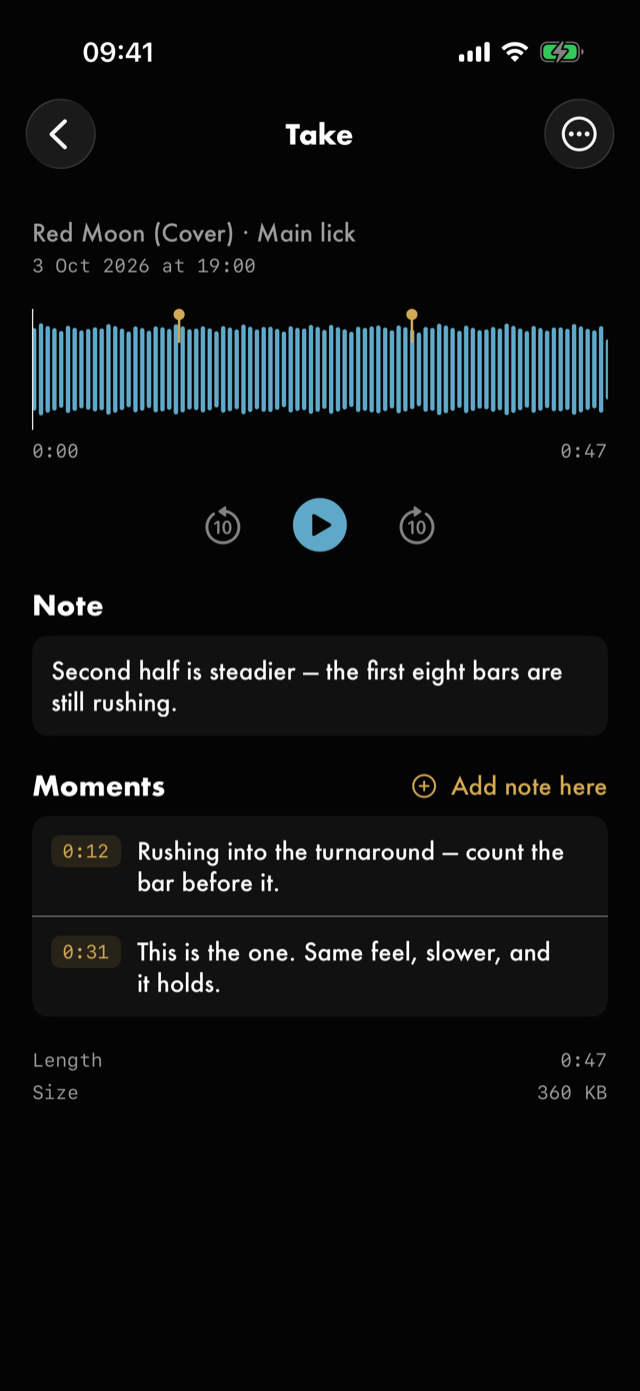 09:41
Take
Red Moon (Cover) · Main lick
3 Oct 2026 at 19:00
0:00
0:47
10
10
Note
Second half is steadier — the first eight bars are
still rushing.
Moments
Add note here
0:12
Rushing into the turnaround — count the
bar before it.
0:31
This is the one. Same feel, slower, and
it holds.
Length
0:47
Size
360 KB